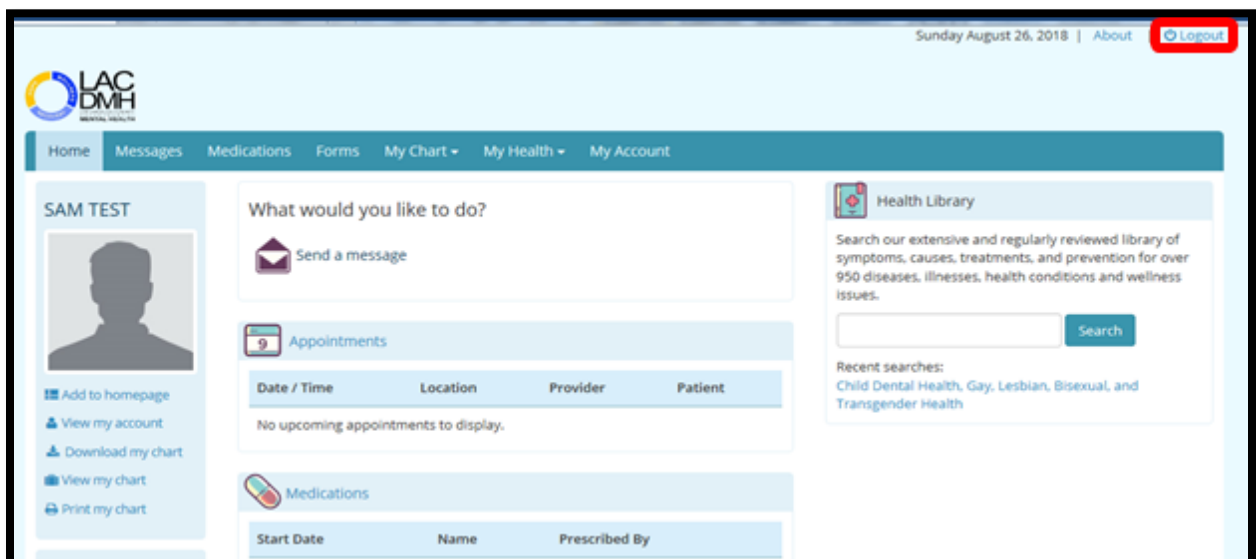 Sunday August 26, 2018 | About | Logout
LAC
DMH
MENTAL HEALTH
Home Messages Medications Forms My Chart My Health My Account
SAM TEST
Add to homepage
View my account
Download my chart
View my chart
Print my chart
What would you like to do?
Send a message
9 Appointments
Date / Time Location Provider Patient
No upcoming appointments to display.
Medications
Start Date Name Prescribed By
Health Library
Search our extensive and regularly reviewed library of
symptoms, causes, treatments, and prevention for over
950 diseases, illnesses, health conditions and wellness
issues.
Search
Recent searches:
Child Dental Health, Gay, Lesbian, Bisexual, and
Transgender Health